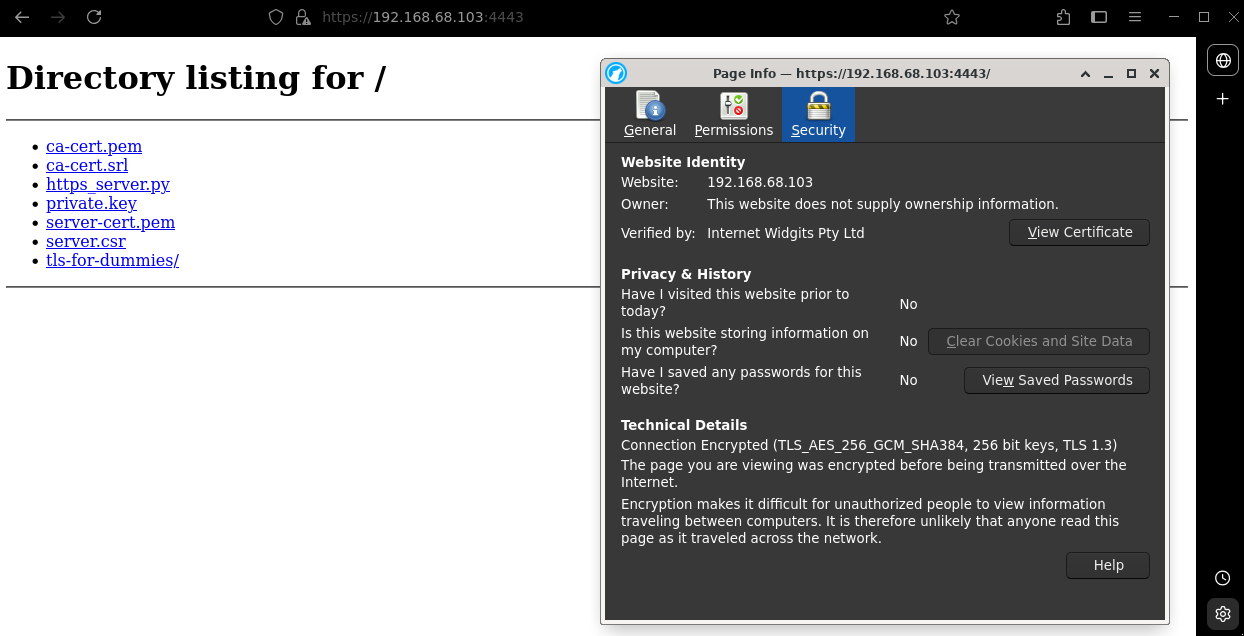 https://192.168.68.103:4443
Directory listing for /
ca-cert.pem
ca-cert.srl
https_server.py
private.key
server-cert.pem
server.csr
tls-for-dummies/
Page Info — https://192.168.68.103:4443/
General Permissions Security
Website Identity
Website: 192.168.68.103
Owner: This website does not supply ownership information.
Verified by: Internet Widgits Pty Ltd View Certificate
Privacy & History
Have I visited this website prior to
today? No
Is this website storing information on
my computer? No Clear Cookies and Site Data
Have I saved any passwords for this
website? No View Saved Passwords
Technical Details
Connection Encrypted (TLS_AES_256_GCM_SHA384, 256 bit keys, TLS 1.3)
The page you are viewing was encrypted before being transmitted over the
Internet.
Encryption makes it difficult for unauthorized people to view information
traveling between computers. It is therefore unlikely that anyone read this
page as it traveled across the network.
Help